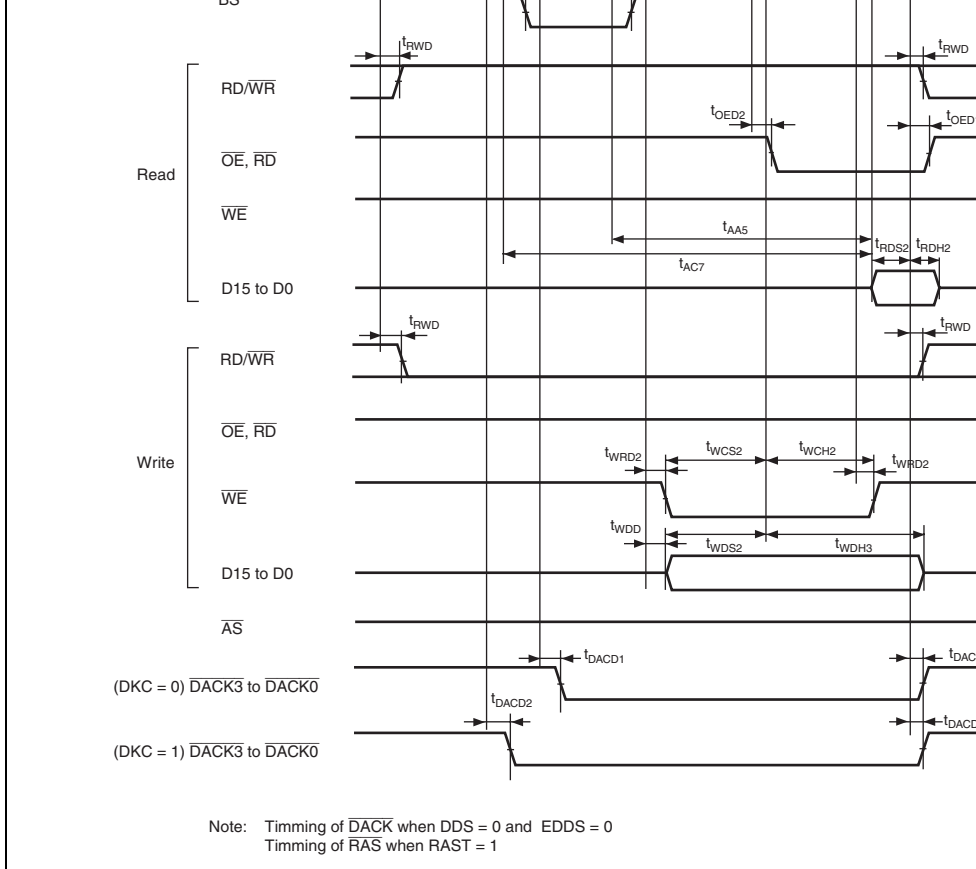 BS
tRWD tRWD
RD/WR
tOED2 tOED1
OE, RD
Read
WE
tAA5
tRDS2 tRDH2
tAC7
D15 to D0
tRWD tRWD
RD/WR
OE, RD
Write
tWRD2 tWCS2 tWCH2 tWRD2
WE
tWDD
tWDS2 tWDH3
D15 to D0
AS
tDACD1 tDAC
(DKC = 0) DACK3 to DACK0
tDACD2 tDACD
(DKC = 1) DACK3 to DACK0
Note: Timming of DACK when DDS = 0 and EDDS = 0
Timming of RAS when RAST = 1